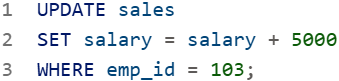 1 UPDATE sales
2 SET salary = salary + 5000
3 WHERE emp_id = 103;